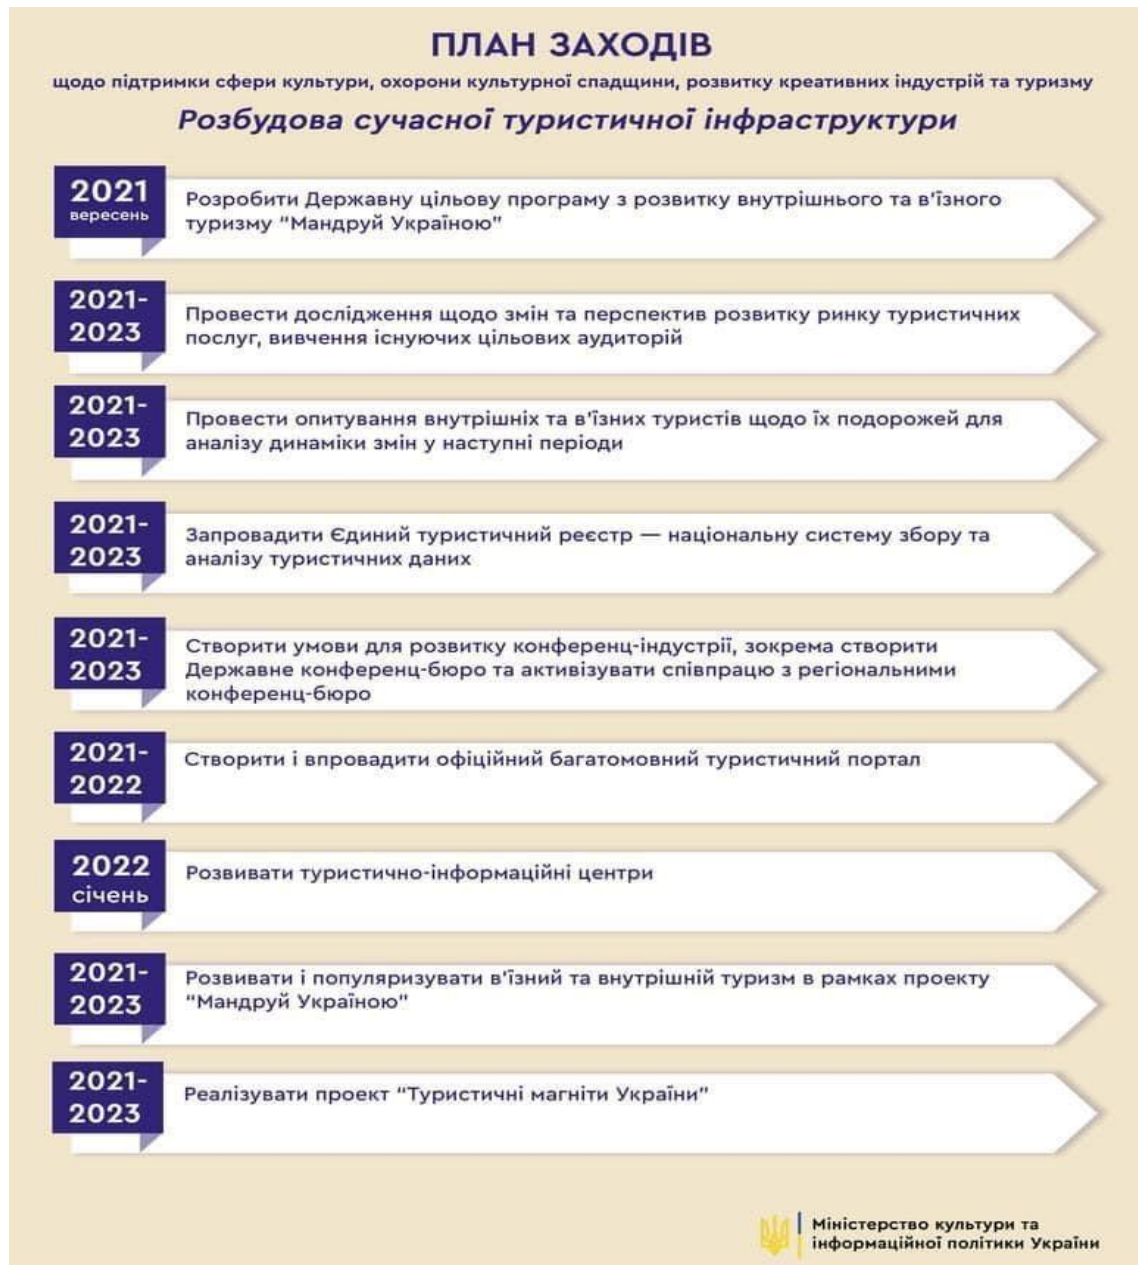 ПЛАН ЗАХОДІВ
щодо підтримки сфери культури, охорони культурної спадщини, розвитку креативних індустрій та туризму
Розбудова сучасної туристичної інфраструктури
2021
вересень
Розробити Державну цільову програму з розвитку внутрішнього та в’їзного
туризму “Мандруй Україною”
2021-
2023
Провести дослідження щодо змін та перспектив розвитку ринку туристичних
послуг, вивчення існуючих цільових аудиторій
2021-
2023
Провести опитування внутрішніх та в’їзних туристів щодо їх подорожей для
аналізу динаміки змін у наступні періоди
2021-
2023
Запровадити Єдиний туристичний реєстр — національну систему збору та
аналізу туристичних даних
2021-
2023
Створити умови для розвитку конференц-індустрії, зокрема створити
Державне конференц-бюро та активізувати співпрацю з регіональними
конференц-бюро
2021-
2022
Створити і впровадити офіційний багатомовний туристичний портал
2022
січень
Розвивати туристично-інформаційні центри
2021-
2023
Розвивати і популяризувати в’їзний та внутрішній туризм в рамках проекту
“Мандруй Україною”
2021-
2023
Реалізувати проект “Туристичні магніти України”
Міністерство культури та
інформаційної політики України